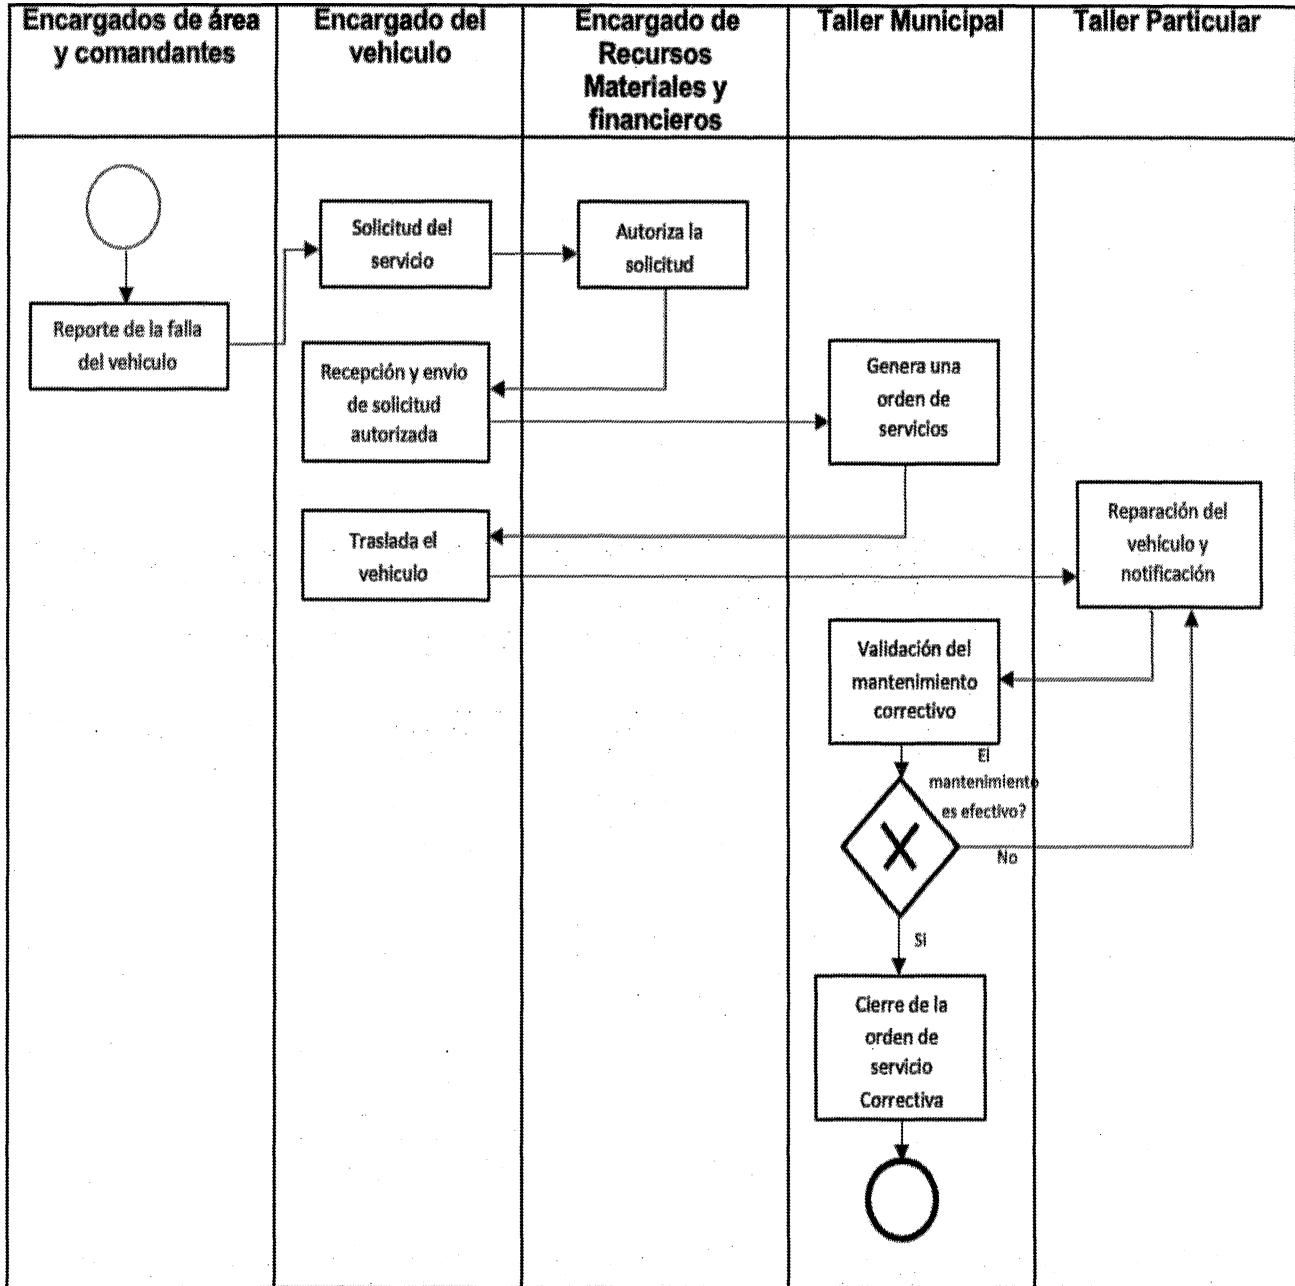 Encargados de área
y comandantes
Encargado del
vehiculo
Encargado de
Recursos
Materiales y
financieros
Taller Municipal
Taller Particular
Solicitud del
servicio
Autoriza la
solicitud
Reporte de la falla
del vehiculo
Recepción y envio
de solicitud
autorizada
Genera una
orden de
servicios
Traslada el
vehiculo
Reparación del
vehículo y
notificación
Validación del
mantenimiento
correctivo
El
mantenimiento
es efectivo?
No
Si
Cierre de la
orden de
servicio
Correctiva